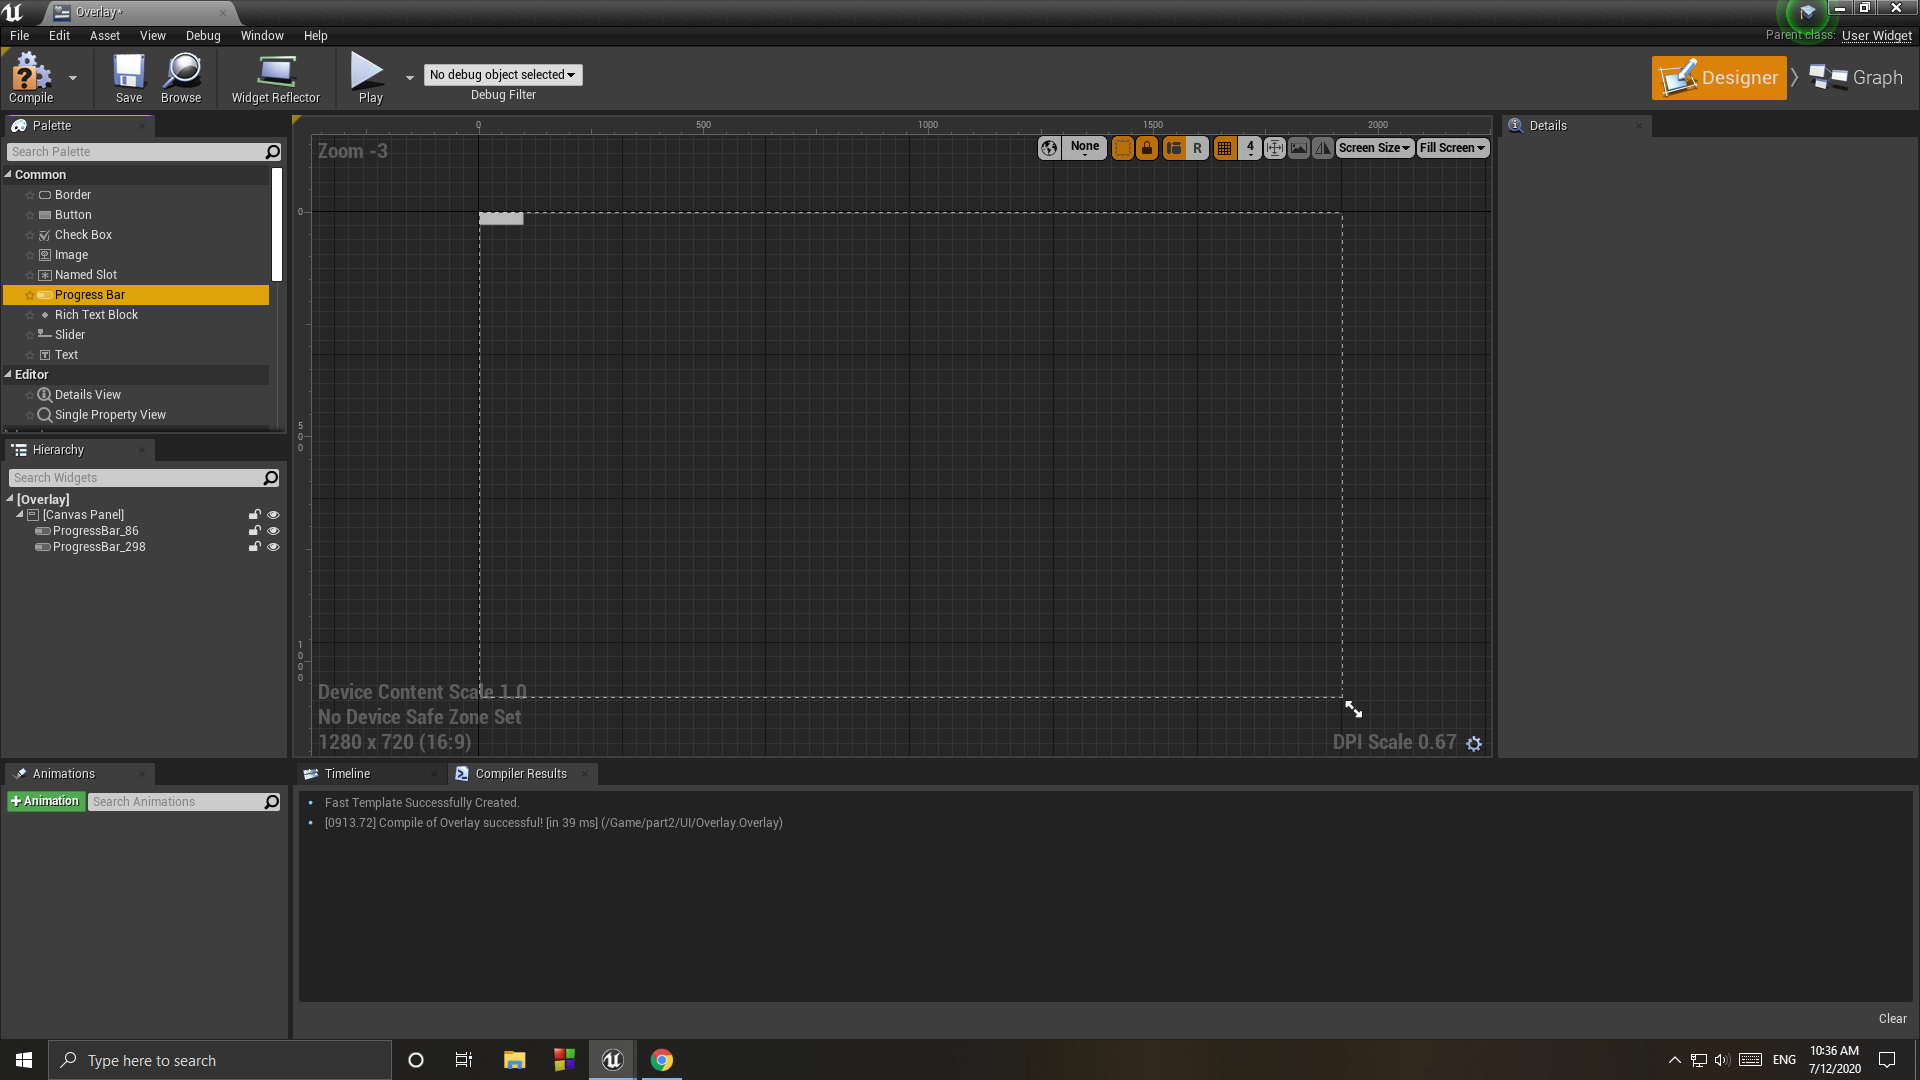 Overlay*
File Edit Asset View Debug Window Help
Parent class: User Widget
Compile Save Browse Widget Reflector Play
No debug object selected
Debug Filter
Designer Graph
Palette
Search Palette
Common
Border
Button
Check Box
Image
Named Slot
Progress Bar
Rich Text Block
Slider
Text
Editor
Details View
Single Property View
Hierarchy
Search Widgets
[Overlay]
[Canvas Panel]
ProgressBar_86
ProgressBar_298
0 500 1000 1500 2000
Zoom -3
None R 4 Screen Size Fill Screen
0
500
1000
Device Content Scale 1.0
No Device Safe Zone Set
1280 x 720 (16:9)
DPI Scale 0.67
Details
Animations
+Animation
Search Animations
Timeline
Compiler Results
• Fast Template Successfully Created.
• [0913.72] Compile of Overlay successful! [in 39 ms] (/Game/part2/UI/Overlay.Overlay)
Clear
Type here to search
ENG
10:36 AM
7/12/2020